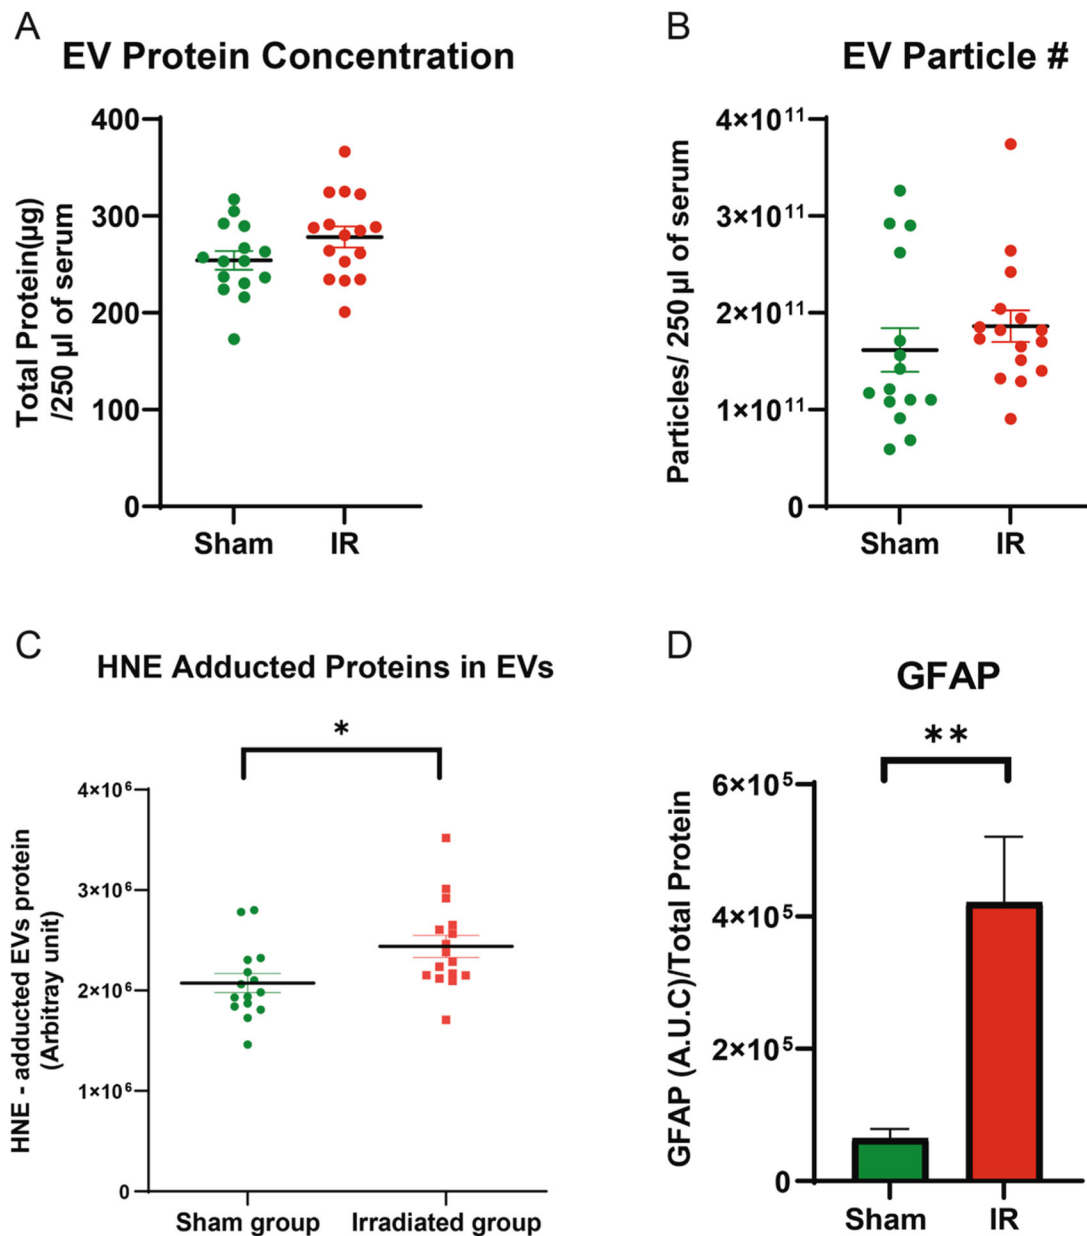 A
EV Protein Concentration
Total Protein(μg)
/250 μl of serum
400
300
200
100
0
Sham IR
B
EV Particle #
Particles/ 250 μl of serum
4×10¹¹
3×10¹¹
2×10¹¹
1×10¹¹
0
Sham IR
C
HNE Adducted Proteins in EVs
*
HNE - adducted EVs protein
(Arbitray unit)
4×10⁶
3×10⁶
2×10⁶
1×10⁶
0
Sham group Irradiated group
D
GFAP
**
GFAP (A.U.C)/Total Protein
6×10⁵
4×10⁵
2×10⁵
0
Sham IR